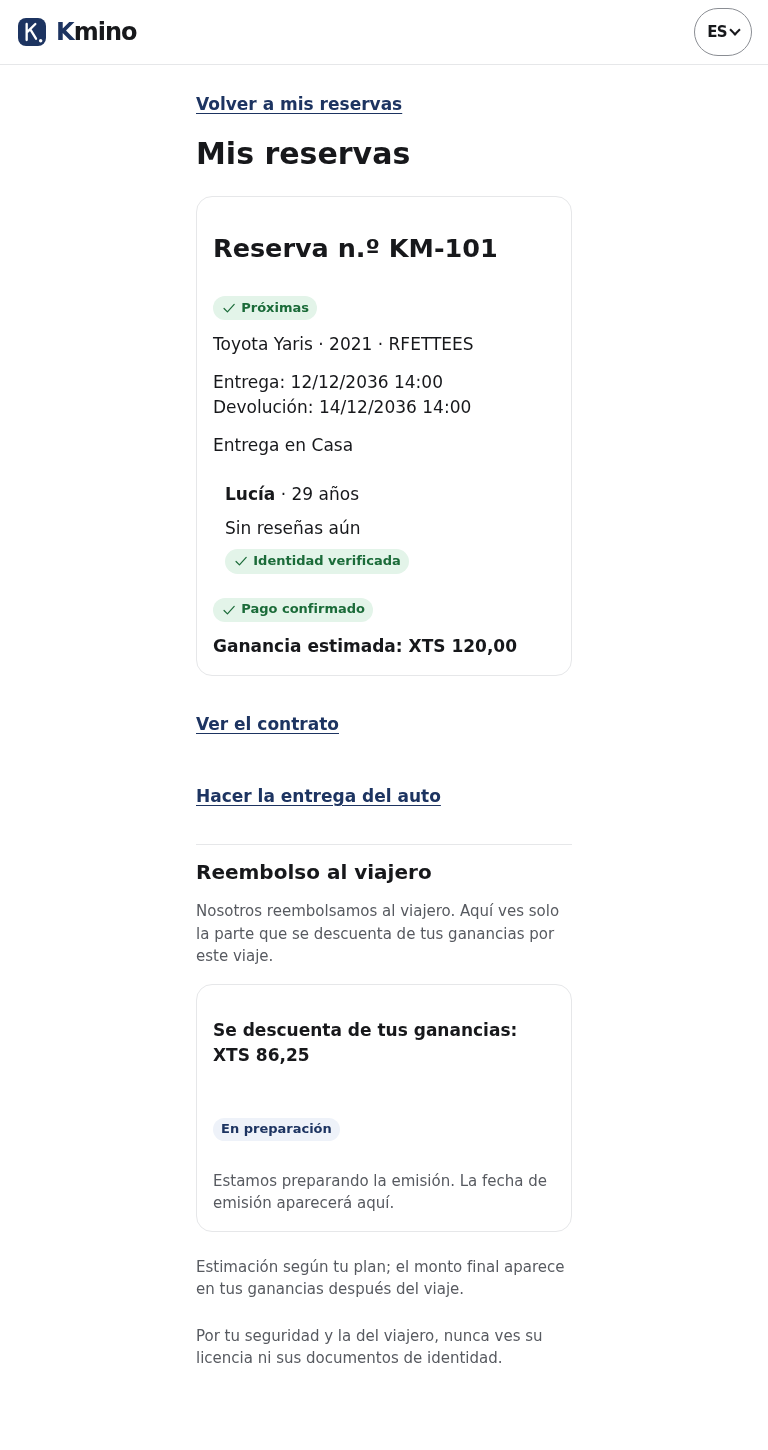 Kmino
ES
Volver a mis reservas
Mis reservas
Reserva n.º KM-101
Próximas
Toyota Yaris · 2021 · RFETTEES
Entrega: 12/12/2036 14:00
Devolución: 14/12/2036 14:00
Entrega en Casa
Lucía · 29 años
Sin reseñas aún
Identidad verificada
Pago confirmado
Ganancia estimada: XTS 120,00
Ver el contrato
Hacer la entrega del auto
Reembolso al viajero
Nosotros reembolsamos al viajero. Aquí ves solo
la parte que se descuenta de tus ganancias por
este viaje.
Se descuenta de tus ganancias:
XTS 86,25
En preparación
Estamos preparando la emisión. La fecha de
emisión aparecerá aquí.
Estimación según tu plan; el monto final aparece
en tus ganancias después del viaje.
Por tu seguridad y la del viajero, nunca ves su
licencia ni sus documentos de identidad.